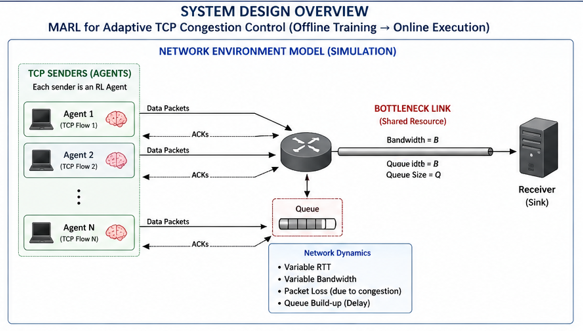 SYSTEM DESIGN OVERVIEW
MARL for Adaptive TCP Congestion Control (Offline Training → Online Execution)
NETWORK ENVIRONMENT MODEL (SIMULATION)
TCP SENDERS (AGENTS)
Each sender is an RL Agent
Agent 1
(TCP Flow 1)
Data Packets
ACKs
Agent 2
(TCP Flow 2)
Data Packets
ACKs
Agent N
(TCP Flow N)
Data Packets
ACKs
BOTTLENECK LINK
(Shared Resource)
Bandwidth = B
Queue idtb = B
Queue Size = Q
Receiver
(Sink)
Queue
Network Dynamics
• Variable RTT
• Variable Bandwidth
• Packet Loss (due to congestion)
• Queue Build-up (Delay)